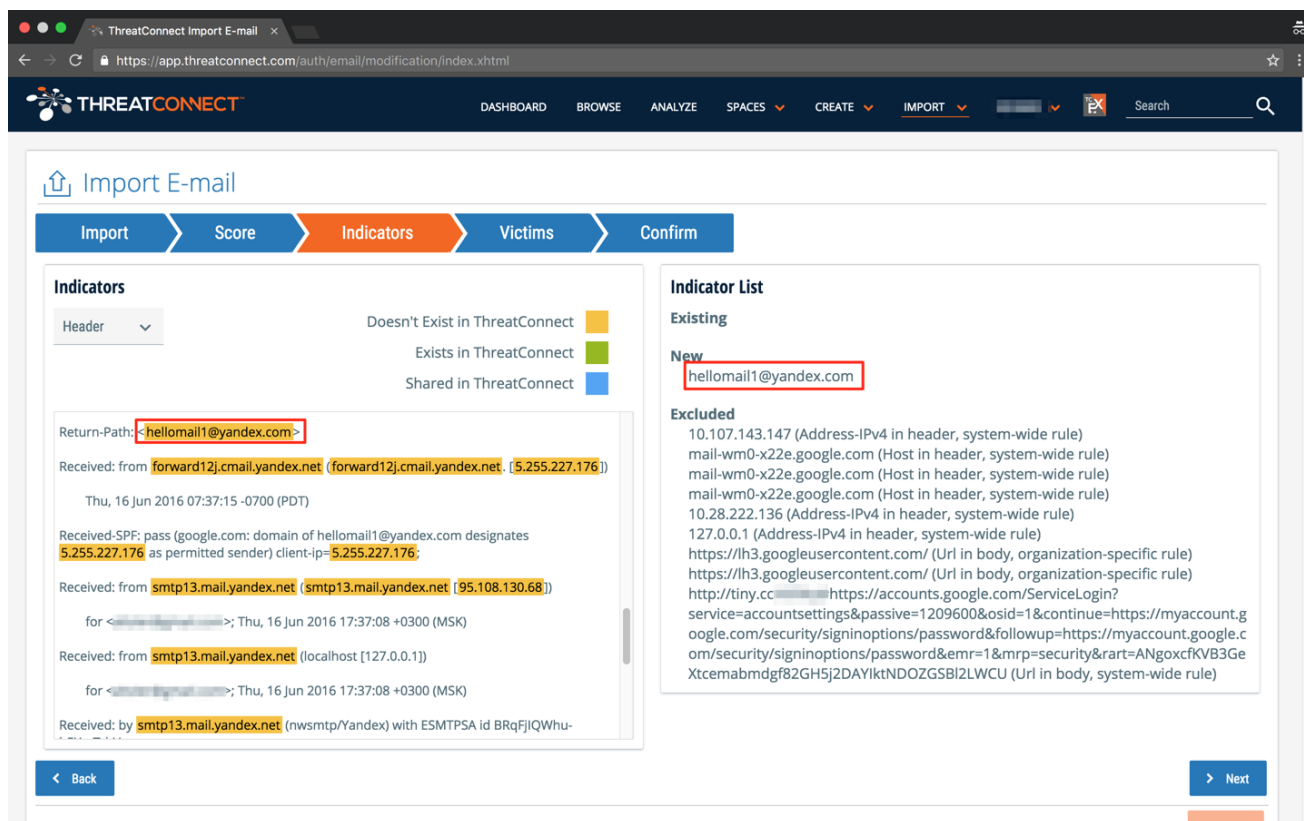 ThreatConnect Import E-mail ×
https://app.threatconnect.com/auth/email/modification/index.xhtml
THREATCONNECT™
DASHBOARD BROWSE ANALYZE SPACES CREATE IMPORT Search
Import E-mail
Import Score Indicators Victims Confirm
Indicators
Header
Doesn't Exist in ThreatConnect
Exists in ThreatConnect
Shared in ThreatConnect
Return-Path: <hellomail1@yandex.com>
Received: from forward12j.cmail.yandex.net (forward12j.cmail.yandex.net. [5.255.227.176])
Thu, 16 Jun 2016 07:37:15 -0700 (PDT)
Received-SPF: pass (google.com: domain of hellomail1@yandex.com designates
5.255.227.176 as permitted sender) client-ip=5.255.227.176;
Received: from smtp13.mail.yandex.net (smtp13.mail.yandex.net [95.108.130.68])
for < >; Thu, 16 Jun 2016 17:37:08 +0300 (MSK)
Received: from smtp13.mail.yandex.net (localhost [127.0.0.1])
for < >; Thu, 16 Jun 2016 17:37:08 +0300 (MSK)
Received: by smtp13.mail.yandex.net (nwsmtp/Yandex) with ESMTPSA id BRqFjIQWhu-
Indicator List
Existing
New
hellomail1@yandex.com
Excluded
10.107.143.147 (Address-IPv4 in header, system-wide rule)
mail-wm0-x22e.google.com (Host in header, system-wide rule)
mail-wm0-x22e.google.com (Host in header, system-wide rule)
mail-wm0-x22e.google.com (Host in header, system-wide rule)
10.28.222.136 (Address-IPv4 in header, system-wide rule)
127.0.0.1 (Address-IPv4 in header, system-wide rule)
https://lh3.googleusercontent.com/ (Url in body, organization-specific rule)
https://lh3.googleusercontent.com/ (Url in body, organization-specific rule)
http://tiny.cc https://accounts.google.com/ServiceLogin?
service=accountsettings&passive=1209600&osid=1&continue=https://myaccount.g
oogle.com/security/signinoptions/password&followup=https://myaccount.google.c
om/security/signinoptions/password&emr=1&mrp=security&rart=ANgoxcfKVB3Ge
XtcemabmdgF82GH5j2DAYIktNDOZGSBl2LWCU (Url in body, system-wide rule)
Back
Next